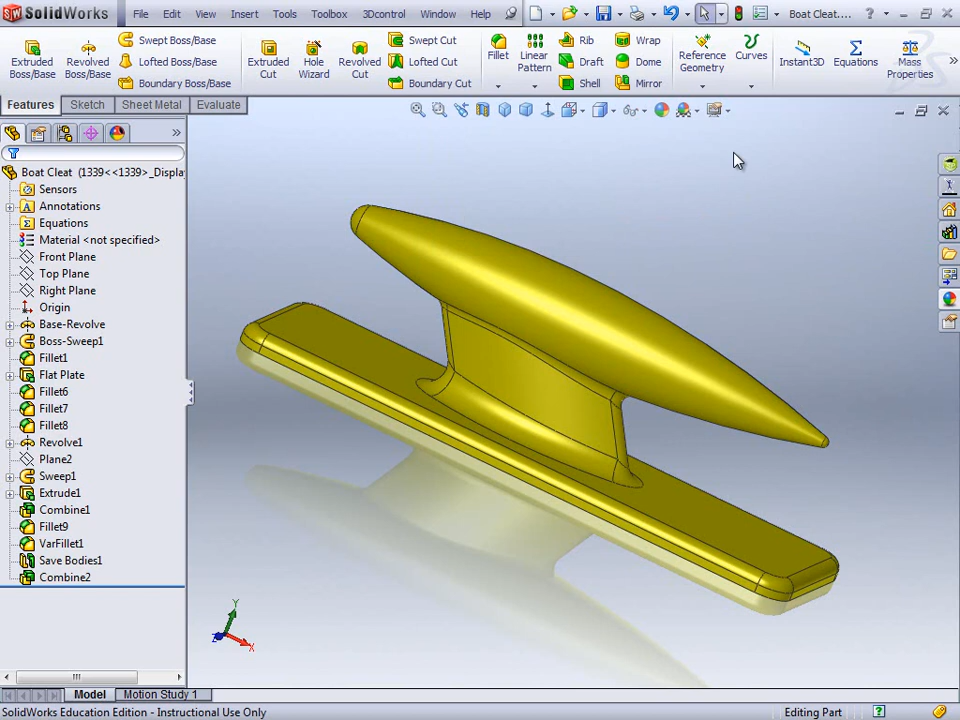 SolidWorks File Edit View Insert Tools Toolbox 3Dcontrol Window Help Boat Cleat....
Extruded Boss/Base
Revolved Boss/Base
Swept Boss/Base
Lofted Boss/Base
Boundary Boss/Base
Extruded Cut
Hole Wizard
Revolved Cut
Swept Cut
Lofted Cut
Boundary Cut
Fillet
Linear Pattern
Rib
Draft
Shell
Wrap
Dome
Mirror
Reference Geometry
Curves
Instant3D
Equations
Mass Properties
Features Sketch Sheet Metal Evaluate
Boat Cleat (1339<<1339>_Displa
Sensors
Annotations
Equations
Material <not specified>
Front Plane
Top Plane
Right Plane
Origin
Base-Revolve
Boss-Sweep1
Fillet1
Flat Plate
Fillet6
Fillet7
Fillet8
Revolve1
Plane2
Sweep1
Extrude1
Combine1
Fillet9
VarFillet1
Save Bodies1
Combine2
Y
X
Z
Model Motion Study 1
SolidWorks Education Edition - Instructional Use Only Editing Part